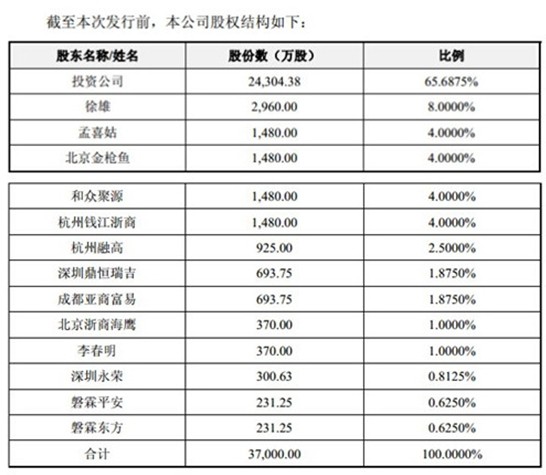 截至本次发行前，本公司股权结构如下：
股东名称/姓名 股份数（万股） 比例
投资公司 24,304.38 65.6875%
徐雄 2,960.00 8.0000%
孟喜姑 1,480.00 4.0000%
北京金枪鱼 1,480.00 4.0000%
和众聚源 1,480.00 4.0000%
杭州钱江浙商 1,480.00 4.0000%
杭州融高 925.00 2.5000%
深圳鼎恒瑞吉 693.75 1.8750%
成都亚商富易 693.75 1.8750%
北京浙商海鹰 370.00 1.0000%
李春明 370.00 1.0000%
深圳永荣 300.63 0.8125%
磐霖平安 231.25 0.6250%
磐霖东方 231.25 0.6250%
合计 37,000.00 100.0000%